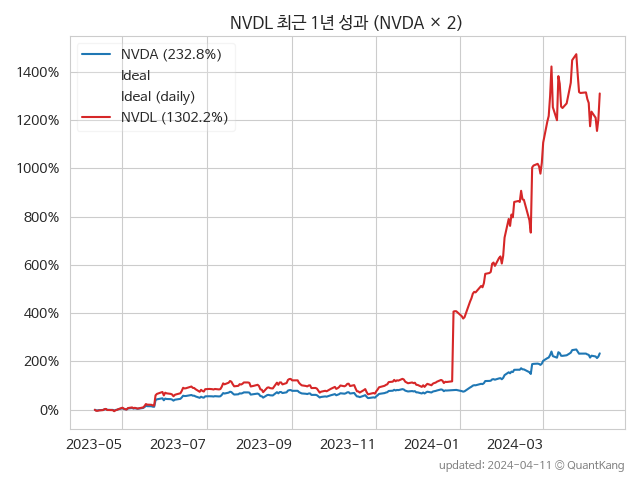 NVDL 최근 1년 성과 (NVDA × 2)
NVDA (232.8%)
Ideal
Ideal (daily)
NVDL (1302.2%)
1400%
1200%
1000%
800%
600%
400%
200%
0%
2023−05
2023−07
2023−09
2023−11
2024−01
2024−03
updated: 2024-04-11 © QuantKang